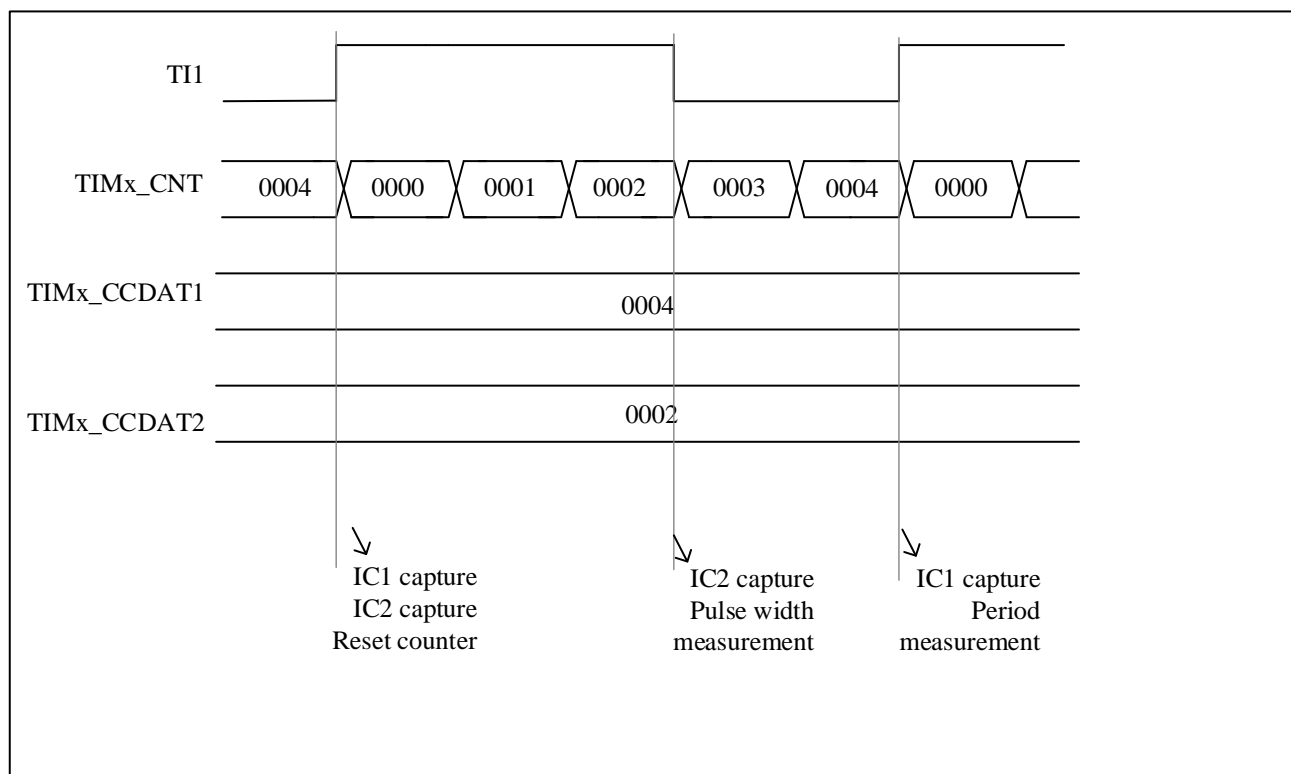 TI1
TIMx_CNT
0004
0000
0001
0002
0003
0004
0000
TIMx_CCDAT1
0004
TIMx_CCDAT2
0002
IC1 capture
IC2 capture
Reset counter
IC2 capture
Pulse width
measurement
IC1 capture
Period
measurement